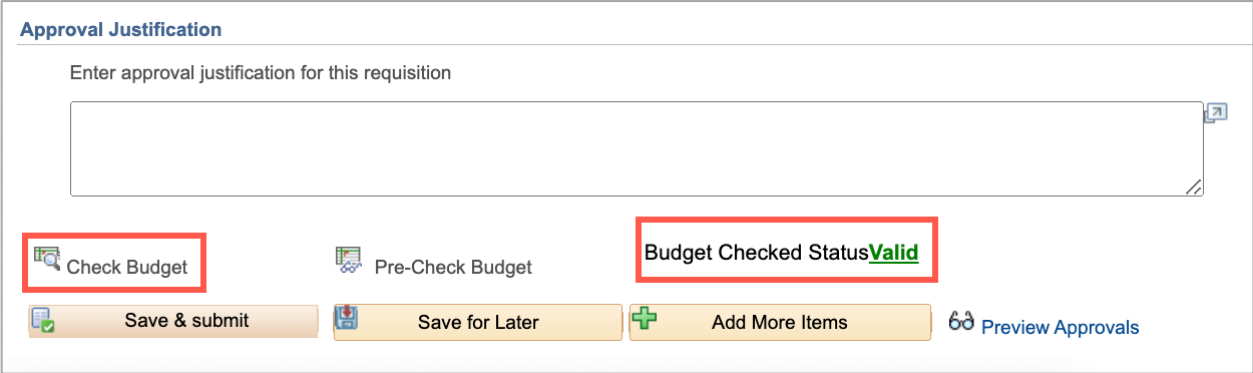 Approval Justification
Enter approval justification for this requisition
Check Budget
Pre-Check Budget
Budget Checked StatusValid
Save & submit
Save for Later
Add More Items
Preview Approvals